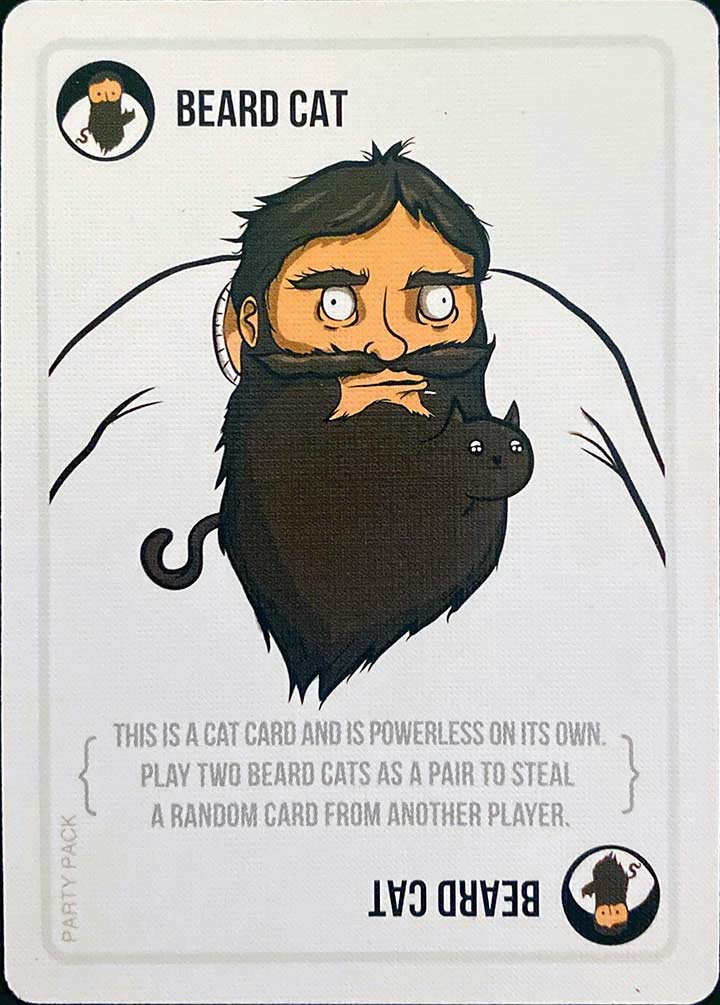 BEARD CAT
THIS IS A CAT CARD AND IS POWERLESS ON ITS OWN.
PLAY TWO BEARD CATS AS A PAIR TO STEAL
A RANDOM CARD FROM ANOTHER PLAYER.
PARTY PACK
BEARD CAT